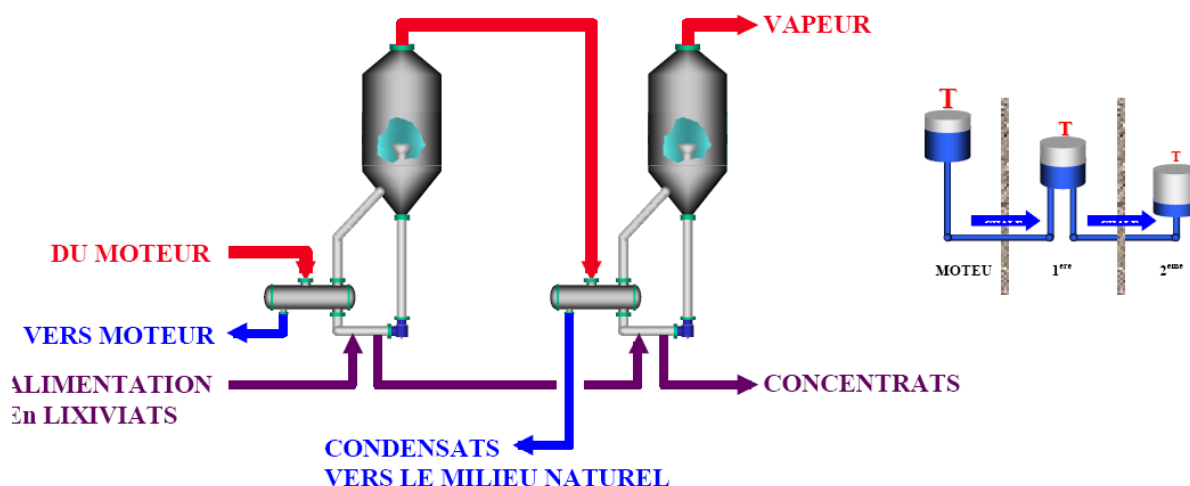 VAPEUR
T
T
T
DU MOTEUR
MOTEU
1ere
2eme
VERS MOTEUR
ALIMENTATION
En LIXIVIATS
CONCENTRATS
CONDENSATS
VERS LE MILIEU NATUREL